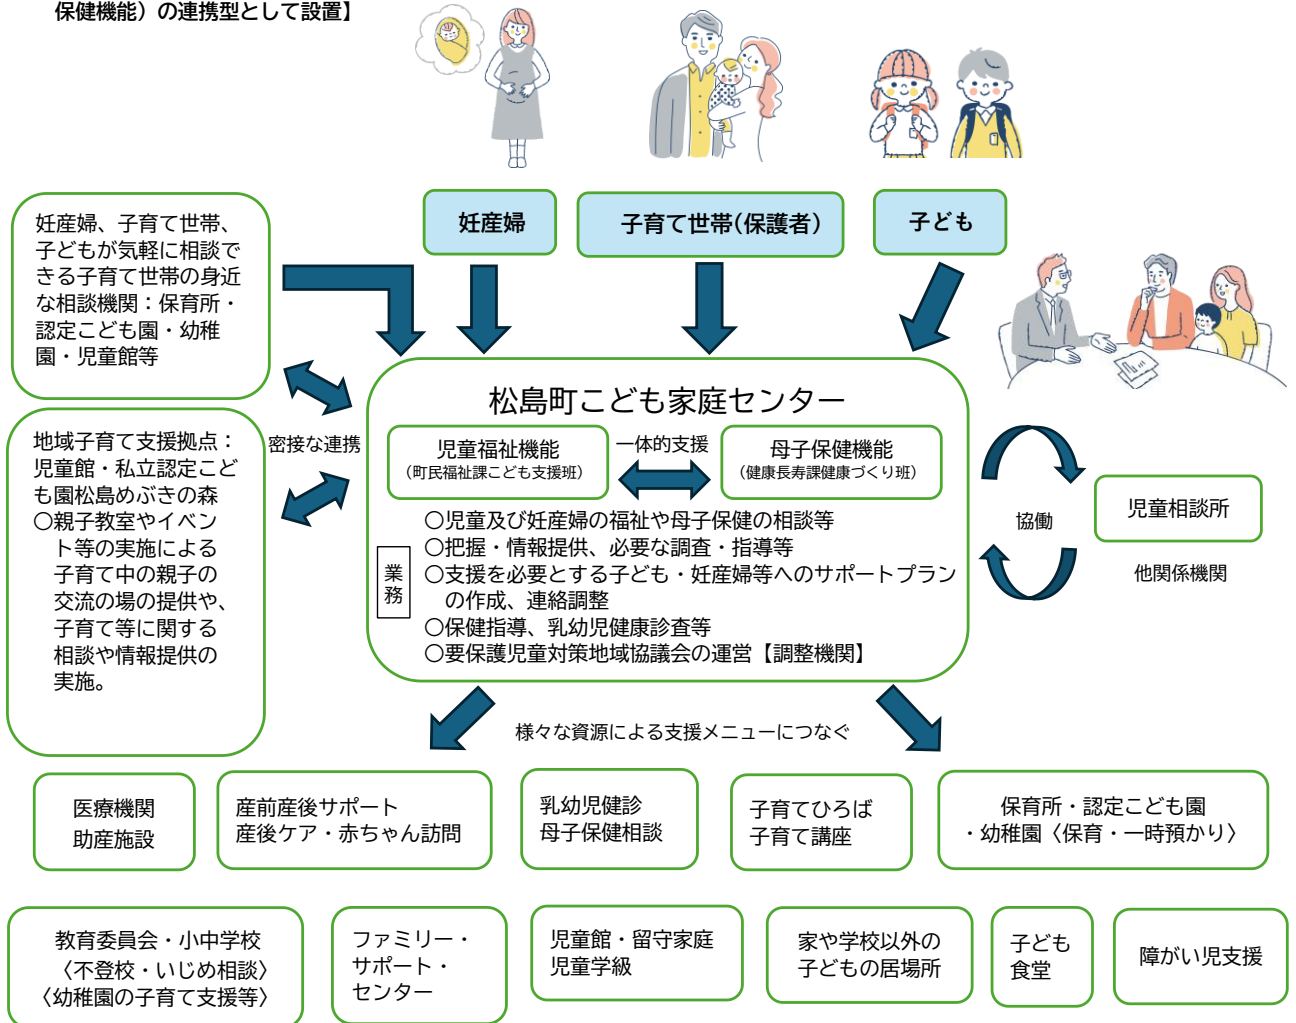 保健機能）の連携型として設置】
妊産婦
子育て世帯(保護者)
子ども
妊産婦、子育て世帯、
子どもが気軽に相談で
きる子育て世帯の身近
な相談機関：保育所・
認定こども園・幼稚
園・児童館等
地域子育て支援拠点：
児童館・私立認定こど
も園松島めぶきの森
〇親子教室やイベン
ト等の実施による
子育て中の親子の
交流の場の提供や、
子育て等に関する
相談や情報提供の
実施。
密接な連携
松島町こども家庭センター
児童福祉機能
（町民福祉課こども支援班）
一体的支援
母子保健機能
（健康長寿課健康づくり班）
業務
〇児童及び妊産婦の福祉や母子保健の相談等
〇把握・情報提供、必要な調査・指導等
〇支援を必要とする子ども・妊産婦等へのサポートプラン
の作成、連絡調整
〇保健指導、乳幼児健康診査等
〇要保護児童対策地域協議会の運営【調整機関】
協働
児童相談所
他関係機関
様々な資源による支援メニューにつなぐ
医療機関
助産施設
産前産後サポート
産後ケア・赤ちゃん訪問
乳幼児健診
母子保健相談
子育てひろば
子育て講座
保育所・認定こども園
・幼稚園〈保育・一時預かり〉
教育委員会・小中学校
〈不登校・いじめ相談〉
〈幼稚園の子育て支援等〉
ファミリー・
サポート・
センター
児童館・留守家庭
児童学級
家や学校以外の
子どもの居場所
子ども
食堂
障がい児支援